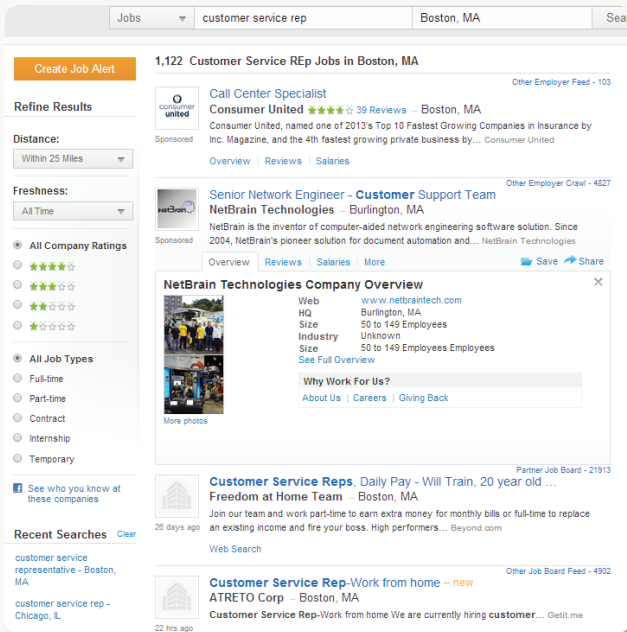 Jobs customer service rep Boston, MA Sea
Create Job Alert
Refine Results
Distance:
Within 25 Miles
Freshness:
All Time
All Company Ratings
All Job Types
Full-time
Part-time
Contract
Internship
Temporary
See who you know at
these companies
Recent Searches Clear
customer service
representative - Boston,
MA
customer service rep -
Chicago, IL
1,122 Customer Service REp Jobs in Boston, MA
Other Employer Feed - 103
consumer
united
Sponsored
Call Center Specialist
Consumer United 39 Reviews – Boston, MA
Consumer United, named one of 2013's Top 10 Fastest Growing Companies in Insurance by
Inc. Magazine, and the 4th fastest growing private business by... Consumer United
Overview | Reviews | Salaries
Other Employer Crawl - 4827
NetBrain
Sponsored
Senior Network Engineer - Customer Support Team
NetBrain Technologies – Burlington, MA
NetBrain is the inventor of computer-aided network engineering software solution. Since
2004, NetBrain's pioneer solution for document automation and... NetBrain Technologies
Overview Reviews | Salaries | More Save Share
NetBrain Technologies Company Overview
More photos
Web www.netbraintech.com
HQ Burlington, MA
Size 50 to 149 Employees
Industry Unknown
Size 50 to 149 Employees Employees
See Full Overview
Why Work For Us?
About Us | Careers | Giving Back
Partner Job Board - 21913
26 days ago
Customer Service Reps, Daily Pay - Will Train, 20 year old ...
Freedom at Home Team – Boston, MA
Join our team and work part-time to earn extra money for monthly bills or full-time to replace
an existing income and fire your boss. High performers... Beyond.com
Web Search
Other Job Board Feed - 4902
22 hrs ago
Customer Service Rep-Work from home – new
ATRETO Corp – Boston, MA
Customer Service Rep-Work from home We are currently hiring customer... Getit.me